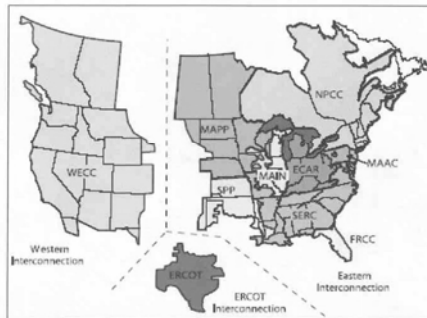 NPCC
MAPP
MAAC
WECC
MAIN
ECAR
SPP
SERC
Western
Interconnection
FRCC
ERCOT
ERCOT
Interconnection
Eastern
Interconnection